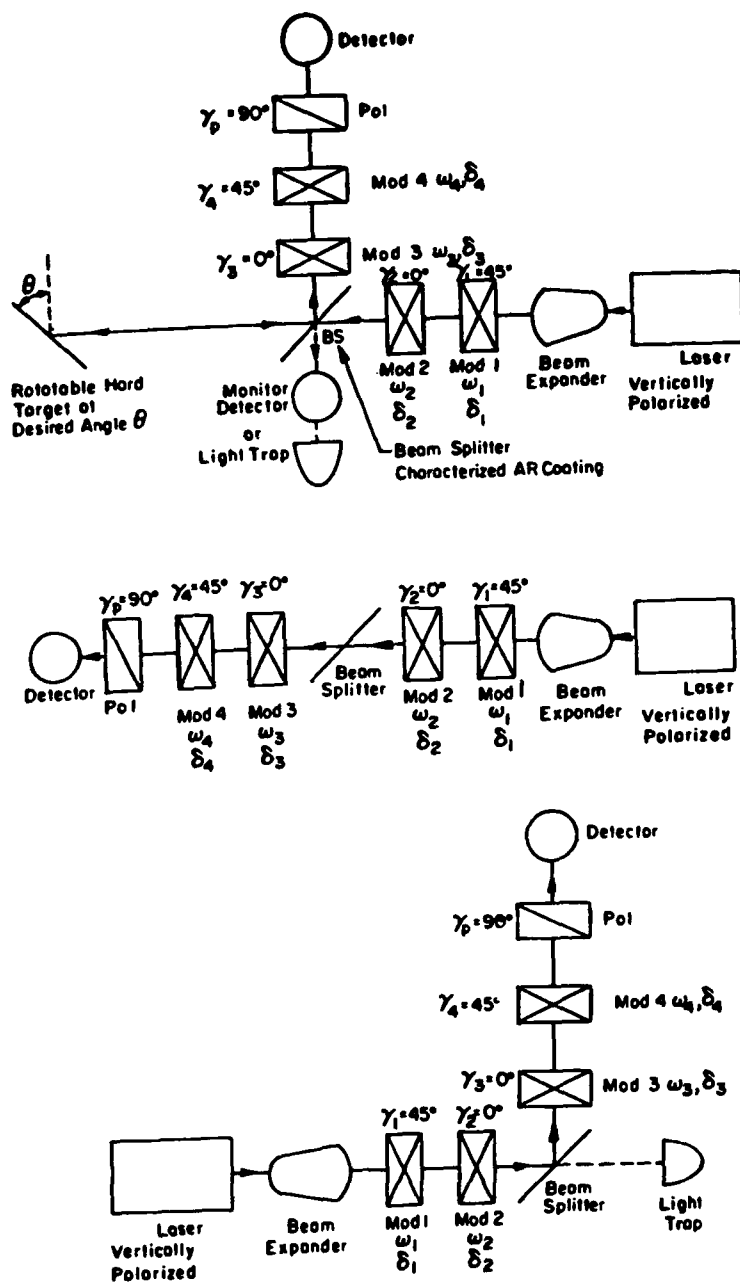 Detector
γp=90°
Pol
γ4=45°
Mod 4 ω4,δ4
γ3=0°
Mod 3 ω3,δ3
γ2=0°
γ1=45°
θ
BS
Mod 2
ω2
δ2
Mod 1
ω1
δ1
Beam
Expander
Laser
Vertically
Polarized
Rototable Hard
Target at
Desired Angle θ
Monitor
Detector
or
Light Trap
Beam Splitter
Characterized AR Coating
γp=90°
γ4=45°
γ3=0°
γ2=0°
γ1=45°
Detector
Pol
Mod 4
ω4
δ4
Mod 3
ω3
δ3
Beam
Splitter
Mod 2
ω2
δ2
Mod 1
ω1
δ1
Beam
Expander
Laser
Vertically
Polarized
Detector
γp=90°
Pol
γ4=45°
Mod 4 ω4,δ4
γ3=0°
Mod 3 ω3,δ3
γ1=45°
γ2=0°
Laser
Vertically
Polarized
Beam
Expander
Mod 1
ω1
δ1
Mod 2
ω2
δ2
Beam
Splitter
Light
Trap